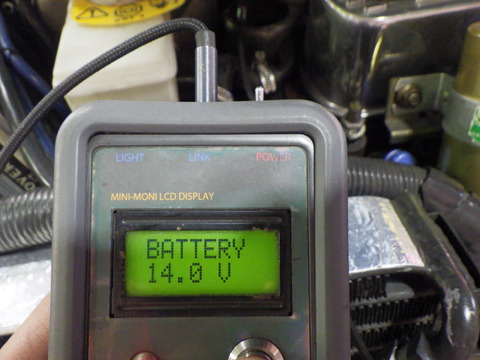 LIGHT LINK POWER
MINI-MONI LCD DISPLAY
BATTERY
14.0 V